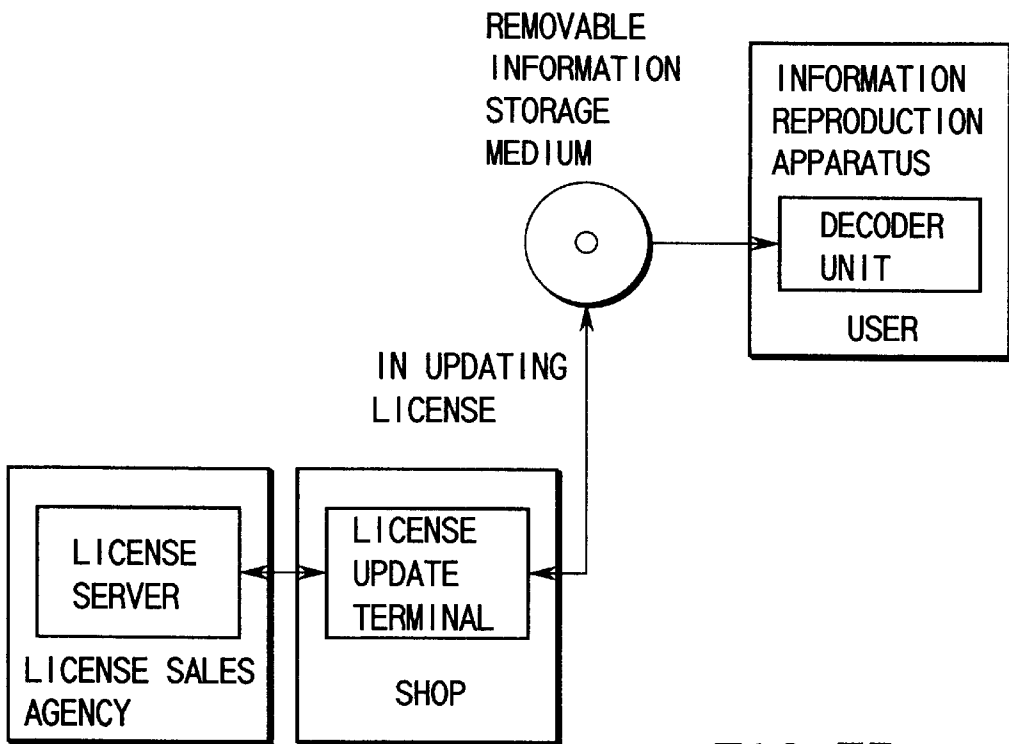 REMOVABLE
INFORMATION
STORAGE
MEDIUM
INFORMATION
REPRODUCTION
APPARATUS
DECODER
UNIT
USER
IN UPDATING
LICENSE
LICENSE
SERVER
LICENSE SALES
AGENCY
LICENSE
UPDATE
TERMINAL
SHOP